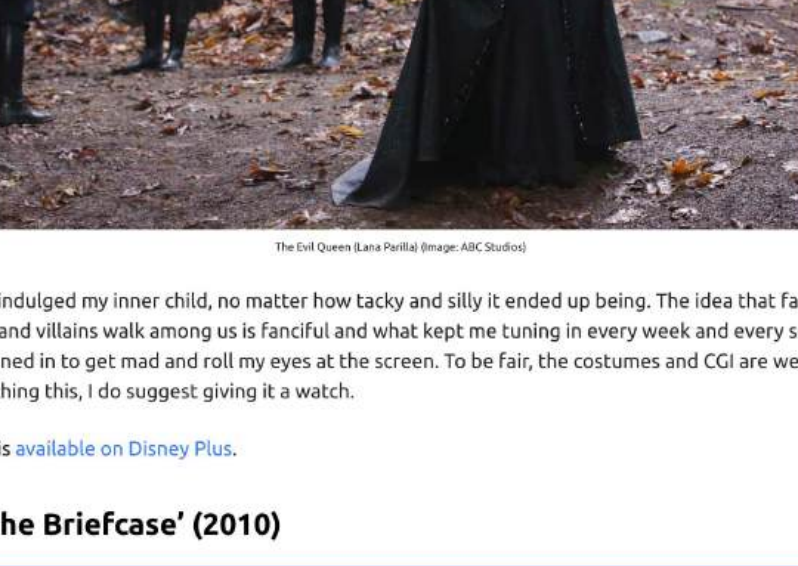 The Evil Queen (Lana Parilla) (Image: ABC Studios)
indulged my inner child, no matter how tacky and silly it ended up being. The idea that fa
and villains walk among us is fanciful and what kept me tuning in every week and every s
ned in to get mad and roll my eyes at the screen. To be fair, the costumes and CGI are we
hing this, I do suggest giving it a watch.
is available on Disney Plus.
he Briefcase’ (2010)